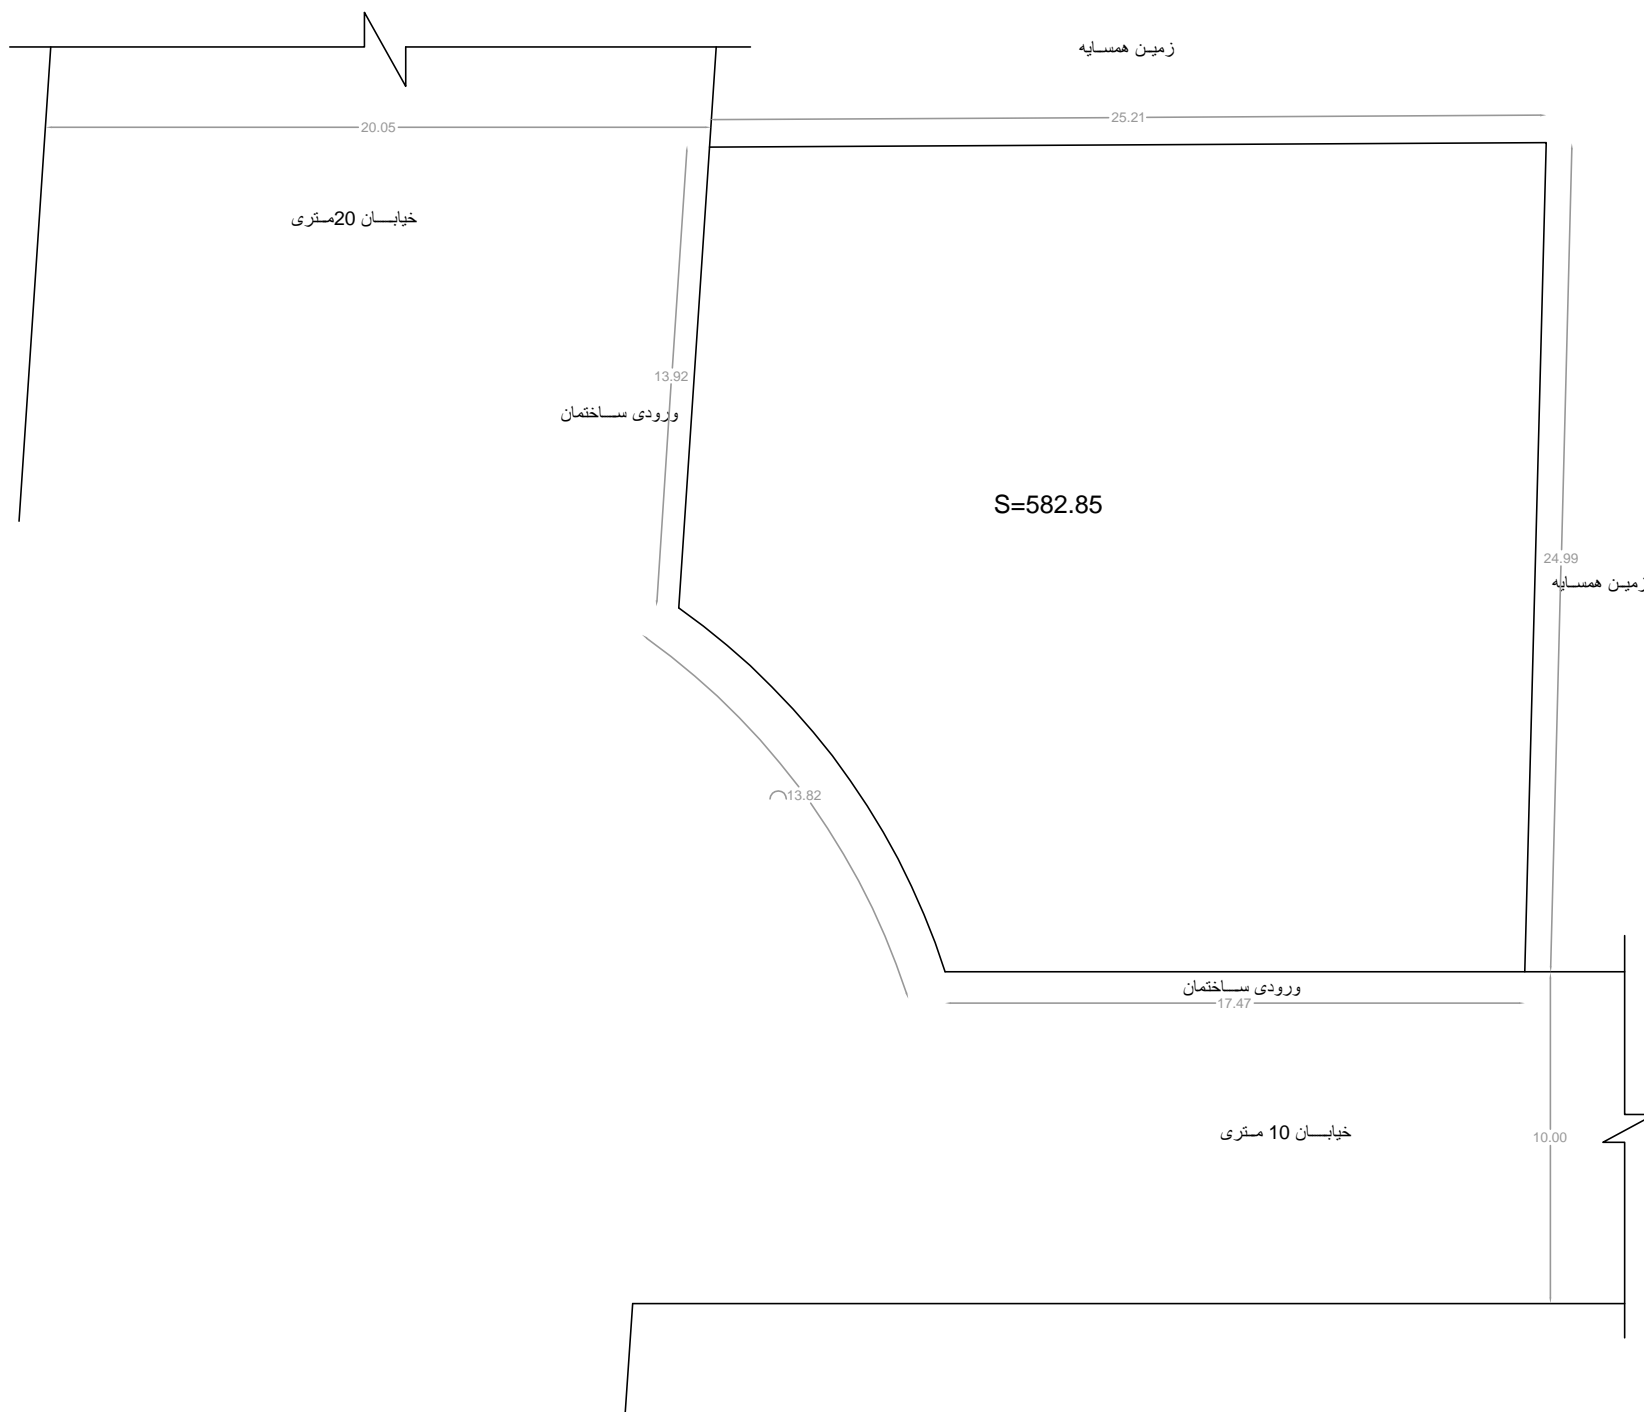 زمین همسایه
25.21
20.05
خیابان 20متری
13.92
ورودی ساختمان
S=582.85
24.99
زمین همسایه
13.82
ورودی ساختمان
17.47
خیابان 10 متری
10.00